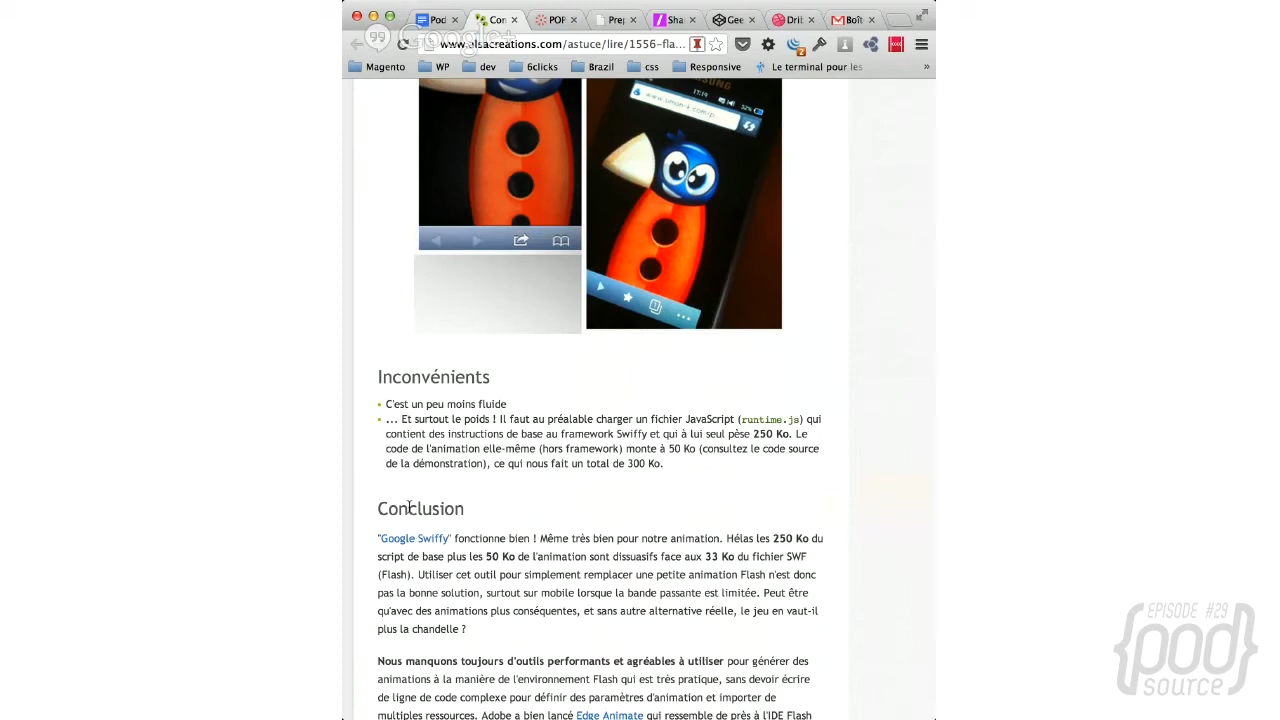 Pod
Con
POP
Prep
Sha
Gee
Drib
Boît
Google+
www.alsacreations.com/astuce/lire/1556-fla...
Magento
WP
dev
6clicks
Brazil
css
Responsive
Le terminal pour les
»
SAMSUNG
17:19
52%
Inconvénients
• C'est un peu moins fluide
• ... Et surtout le poids ! Il faut au préalable charger un fichier JavaScript (runtime.js) qui
contient des instructions de base au framework Swiffy et qui à lui seul pèse 250 Ko. Le
code de l'animation elle-même (hors framework) monte à 50 Ko (consultez le code source
de la démonstration), ce qui nous fait un total de 300 Ko.
Conclusion
"Google Swiffy" fonctionne bien ! Même très bien pour notre animation. Hélas les 250 Ko du
script de base plus les 50 Ko de l'animation sont dissuasifs face aux 33 Ko du fichier SWF
(Flash). Utiliser cet outil pour simplement remplacer une petite animation Flash n'est donc
pas la bonne solution, surtout sur mobile lorsque la bande passante est limitée. Peut être
qu'avec des animations plus conséquentes, et sans autre alternative réelle, le jeu en vaut-il
plus la chandelle ?
Nous manquons toujours d'outils performants et agréables à utiliser pour générer des
animations à la manière de l'environnement Flash qui est très pratique, sans devoir écrire
de ligne de code complexe pour définir des paramètres d'animation et importer de
multiples ressources. Adobe a bien lancé Edge Animate qui ressemble de près à l'IDE Flash
EPISODE #29
{pod
source}